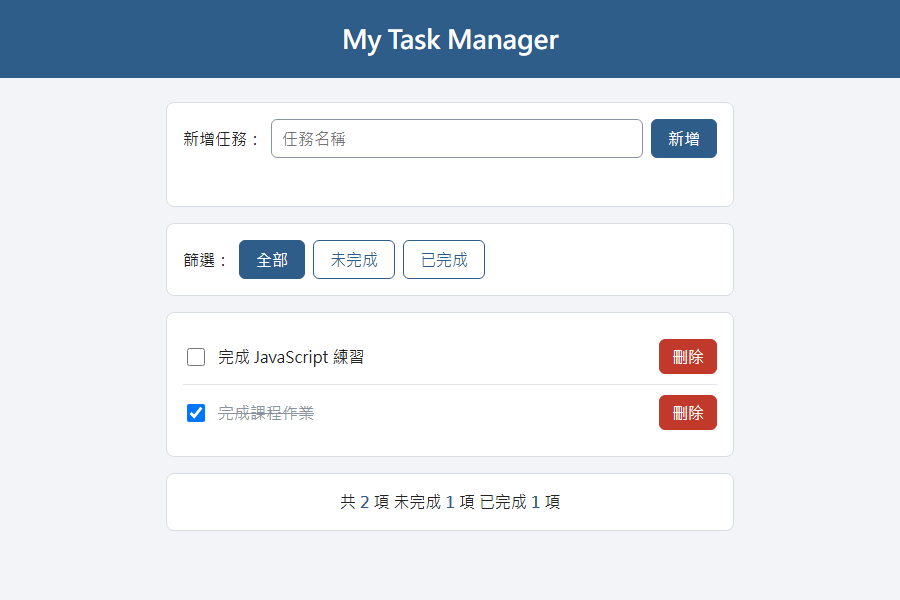 My Task Manager
新增任務： 任務名稱 新增
篩選： 全部 未完成 已完成
完成 JavaScript 練習 刪除
完成課程作業 刪除
共 2 項 未完成 1 項 已完成 1 項